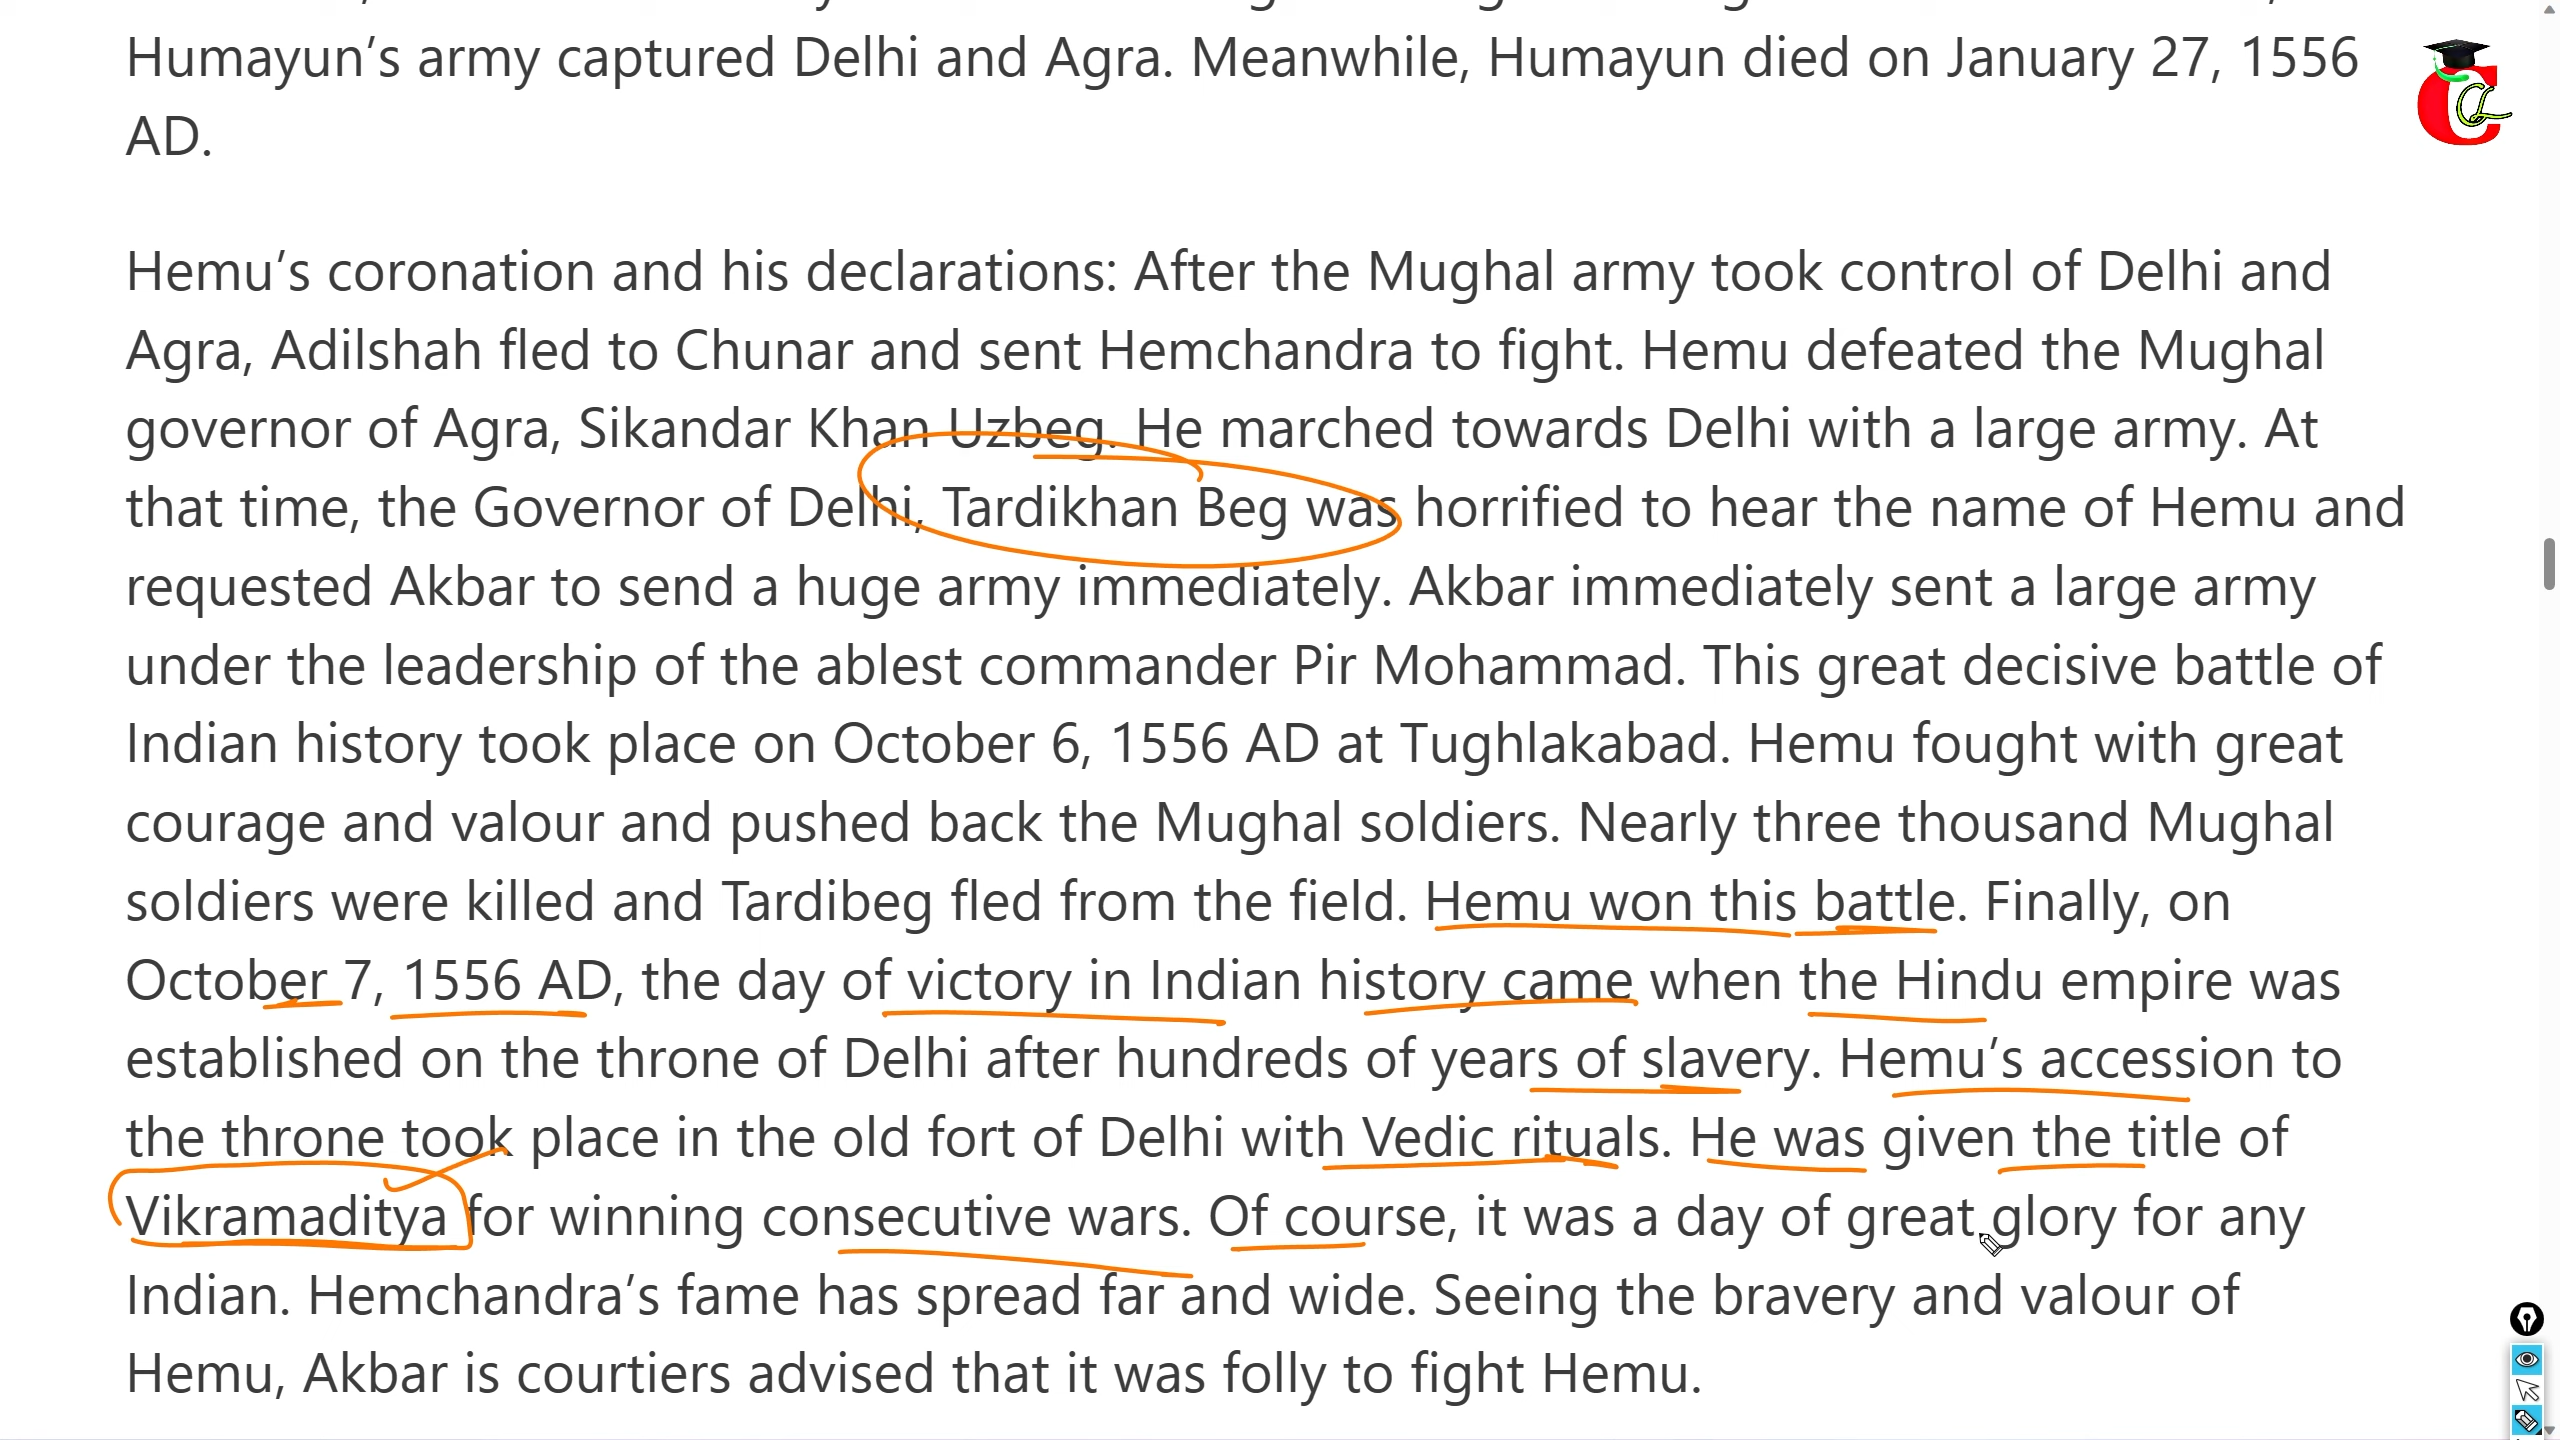 Humayun’s army captured Delhi and Agra. Meanwhile, Humayun died on January 27, 1556
AD.
Hemu’s coronation and his declarations: After the Mughal army took control of Delhi and
Agra, Adilshah fled to Chunar and sent Hemchandra to fight. Hemu defeated the Mughal
governor of Agra, Sikandar Khan Uzbeg. He marched towards Delhi with a large army. At
that time, the Governor of Delhi, Tardikhan Beg was horrified to hear the name of Hemu and
requested Akbar to send a huge army immediately. Akbar immediately sent a large army
under the leadership of the ablest commander Pir Mohammad. This great decisive battle of
Indian history took place on October 6, 1556 AD at Tughlakabad. Hemu fought with great
courage and valour and pushed back the Mughal soldiers. Nearly three thousand Mughal
soldiers were killed and Tardibeg fled from the field. Hemu won this battle. Finally, on
October 7, 1556 AD, the day of victory in Indian history came when the Hindu empire was
established on the throne of Delhi after hundreds of years of slavery. Hemu’s accession to
the throne took place in the old fort of Delhi with Vedic rituals. He was given the title of
Vikramaditya for winning consecutive wars. Of course, it was a day of great glory for any
Indian. Hemchandra’s fame has spread far and wide. Seeing the bravery and valour of
Hemu, Akbar is courtiers advised that it was folly to fight Hemu.